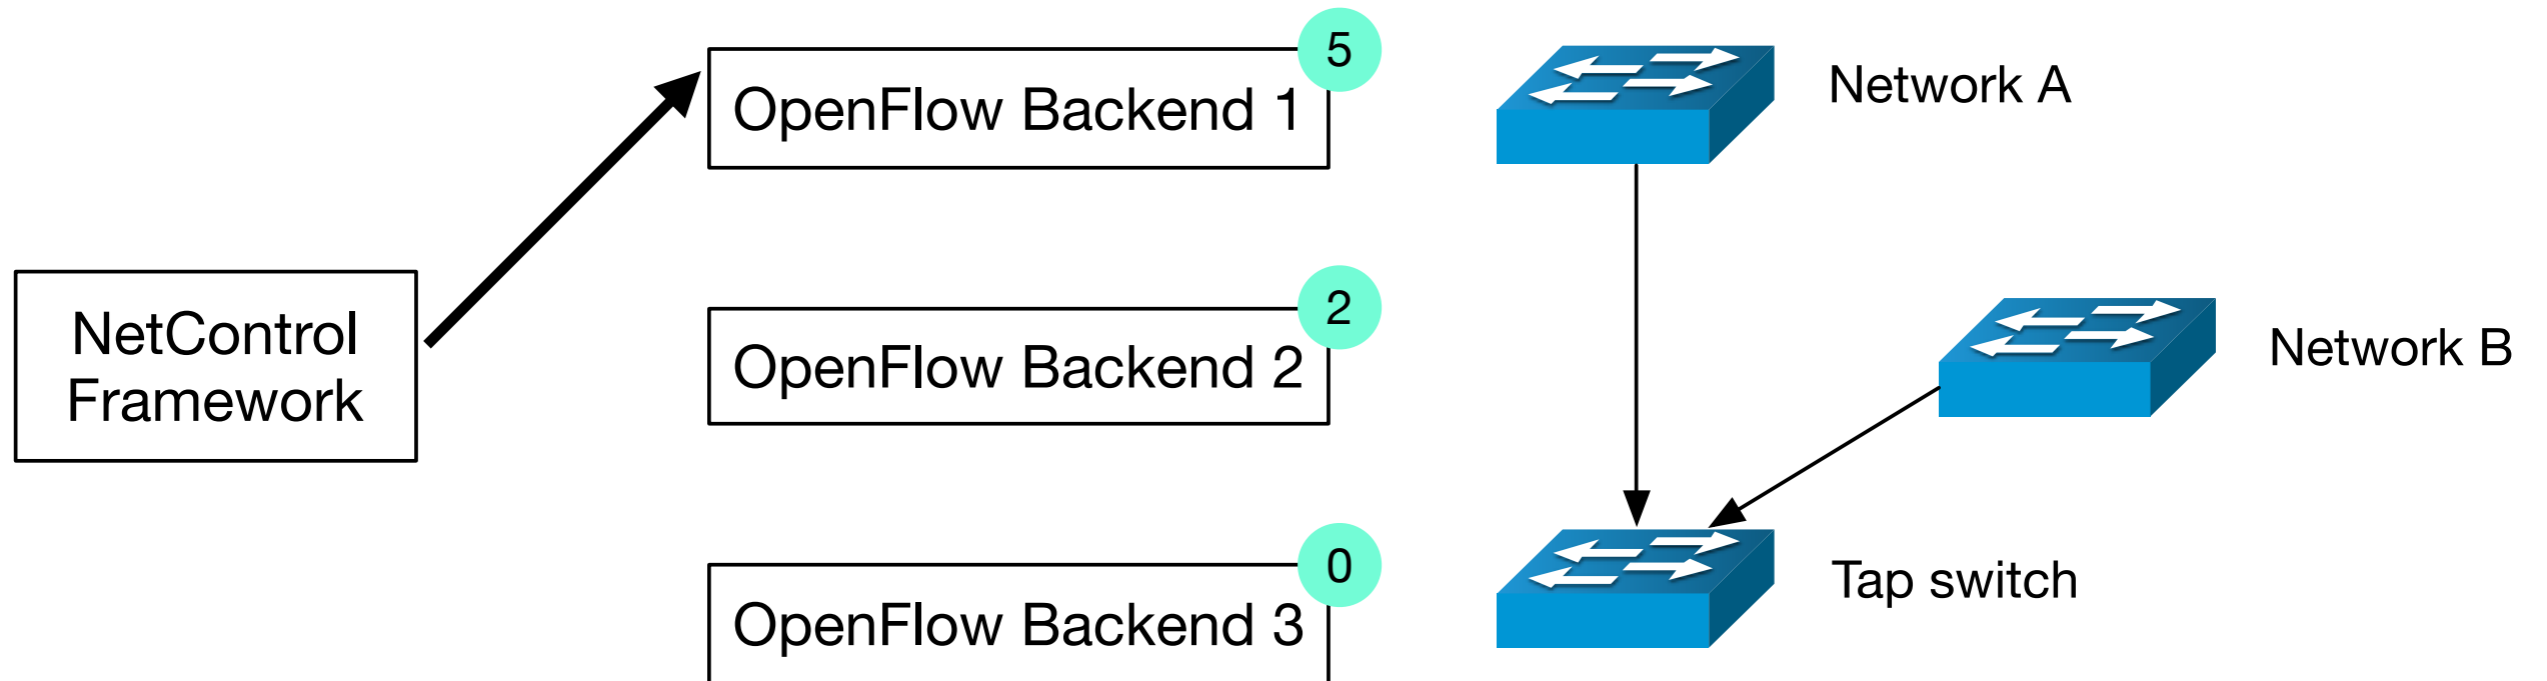 5
OpenFlow Backend 1
Network A
2
NetControl
Framework
OpenFlow Backend 2
Network B
0
OpenFlow Backend 3
Tap switch